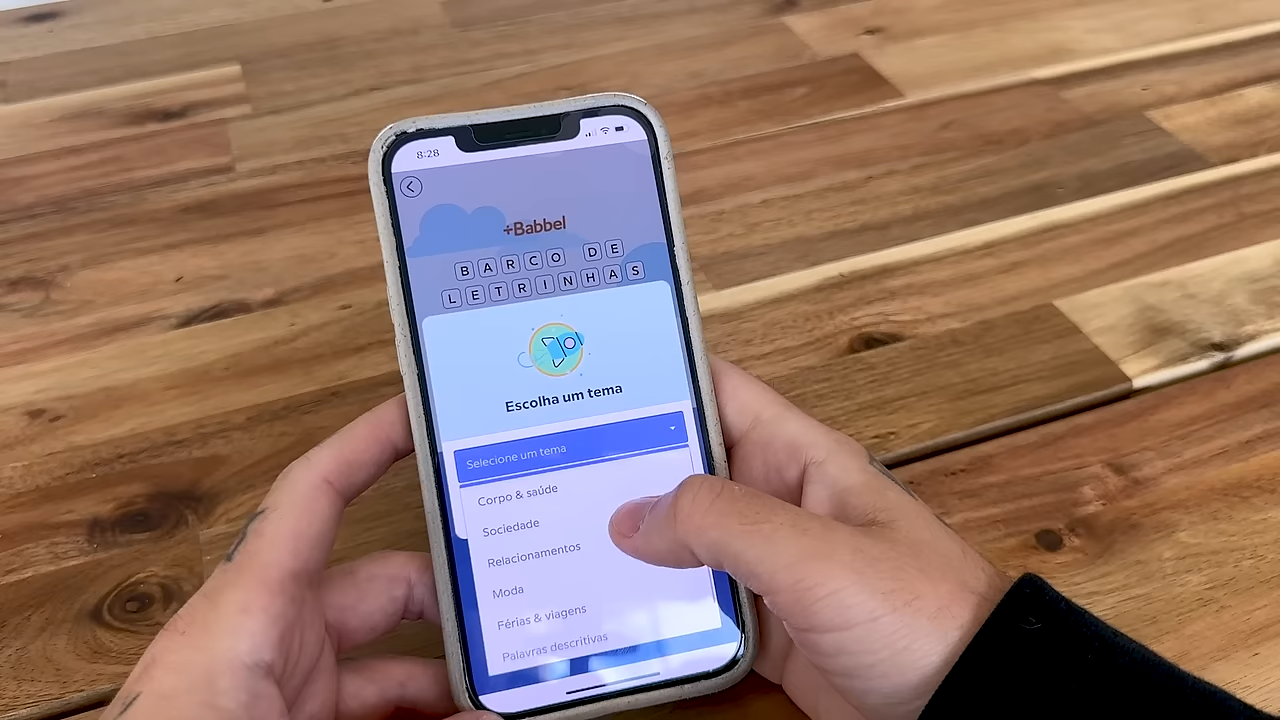 8:28
+Babbel
BARCO DE
LETRINHAS
Escolha um tema
Selecione um tema
Corpo & saúde
Sociedade
Relacionamentos
Moda
Férias & viagens
Palavras descritivas